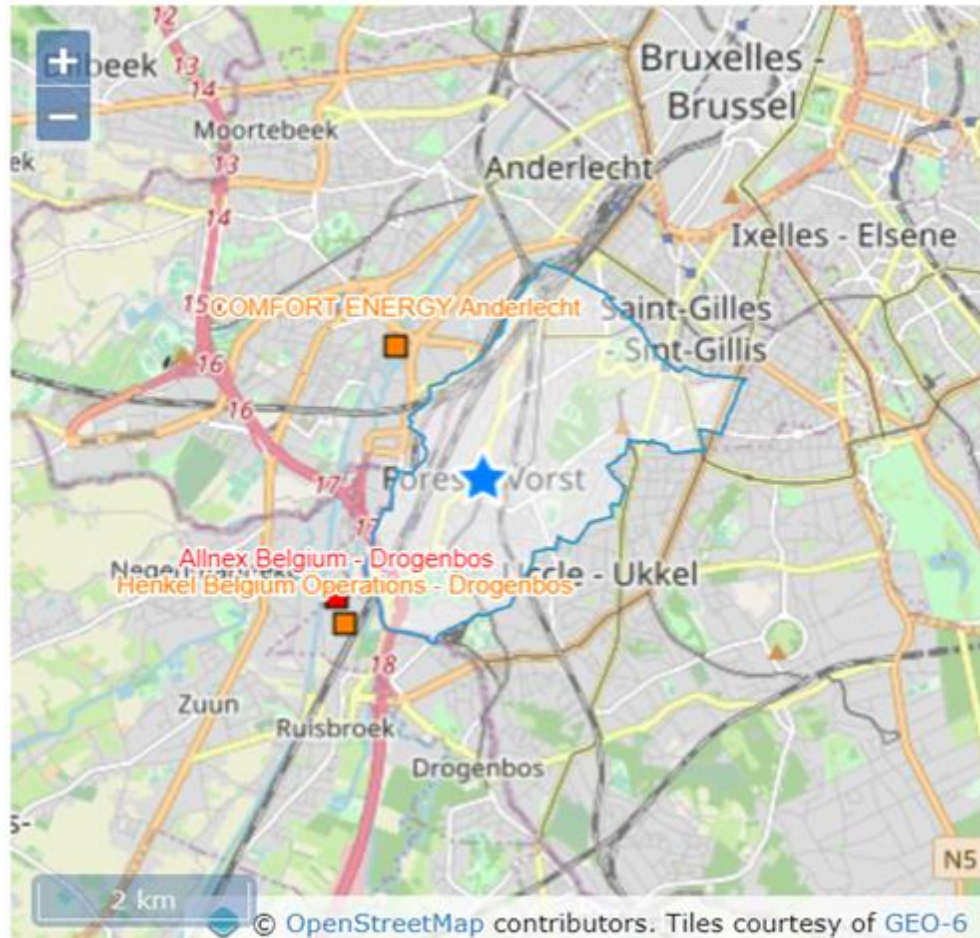 +
Dilbeek
12
13
14
Moortebeek
13
14
Bruxelles -
Brussel
Anderlecht
Ixelles - Elsene
15
COMFORT ENERGY Anderlecht
Saint-Gilles
- Sint-Gillis
16
16
17
Forest - Vorst
17
Allnex Belgium - Drogenbos
Henkel Belgium Operations - Drogenbos
Uccle - Ukkel
18
Zuun
Ruisbroek
Drogenbos
s-
N5
2 km
© OpenStreetMap contributors. Tiles courtesy of GEO-6